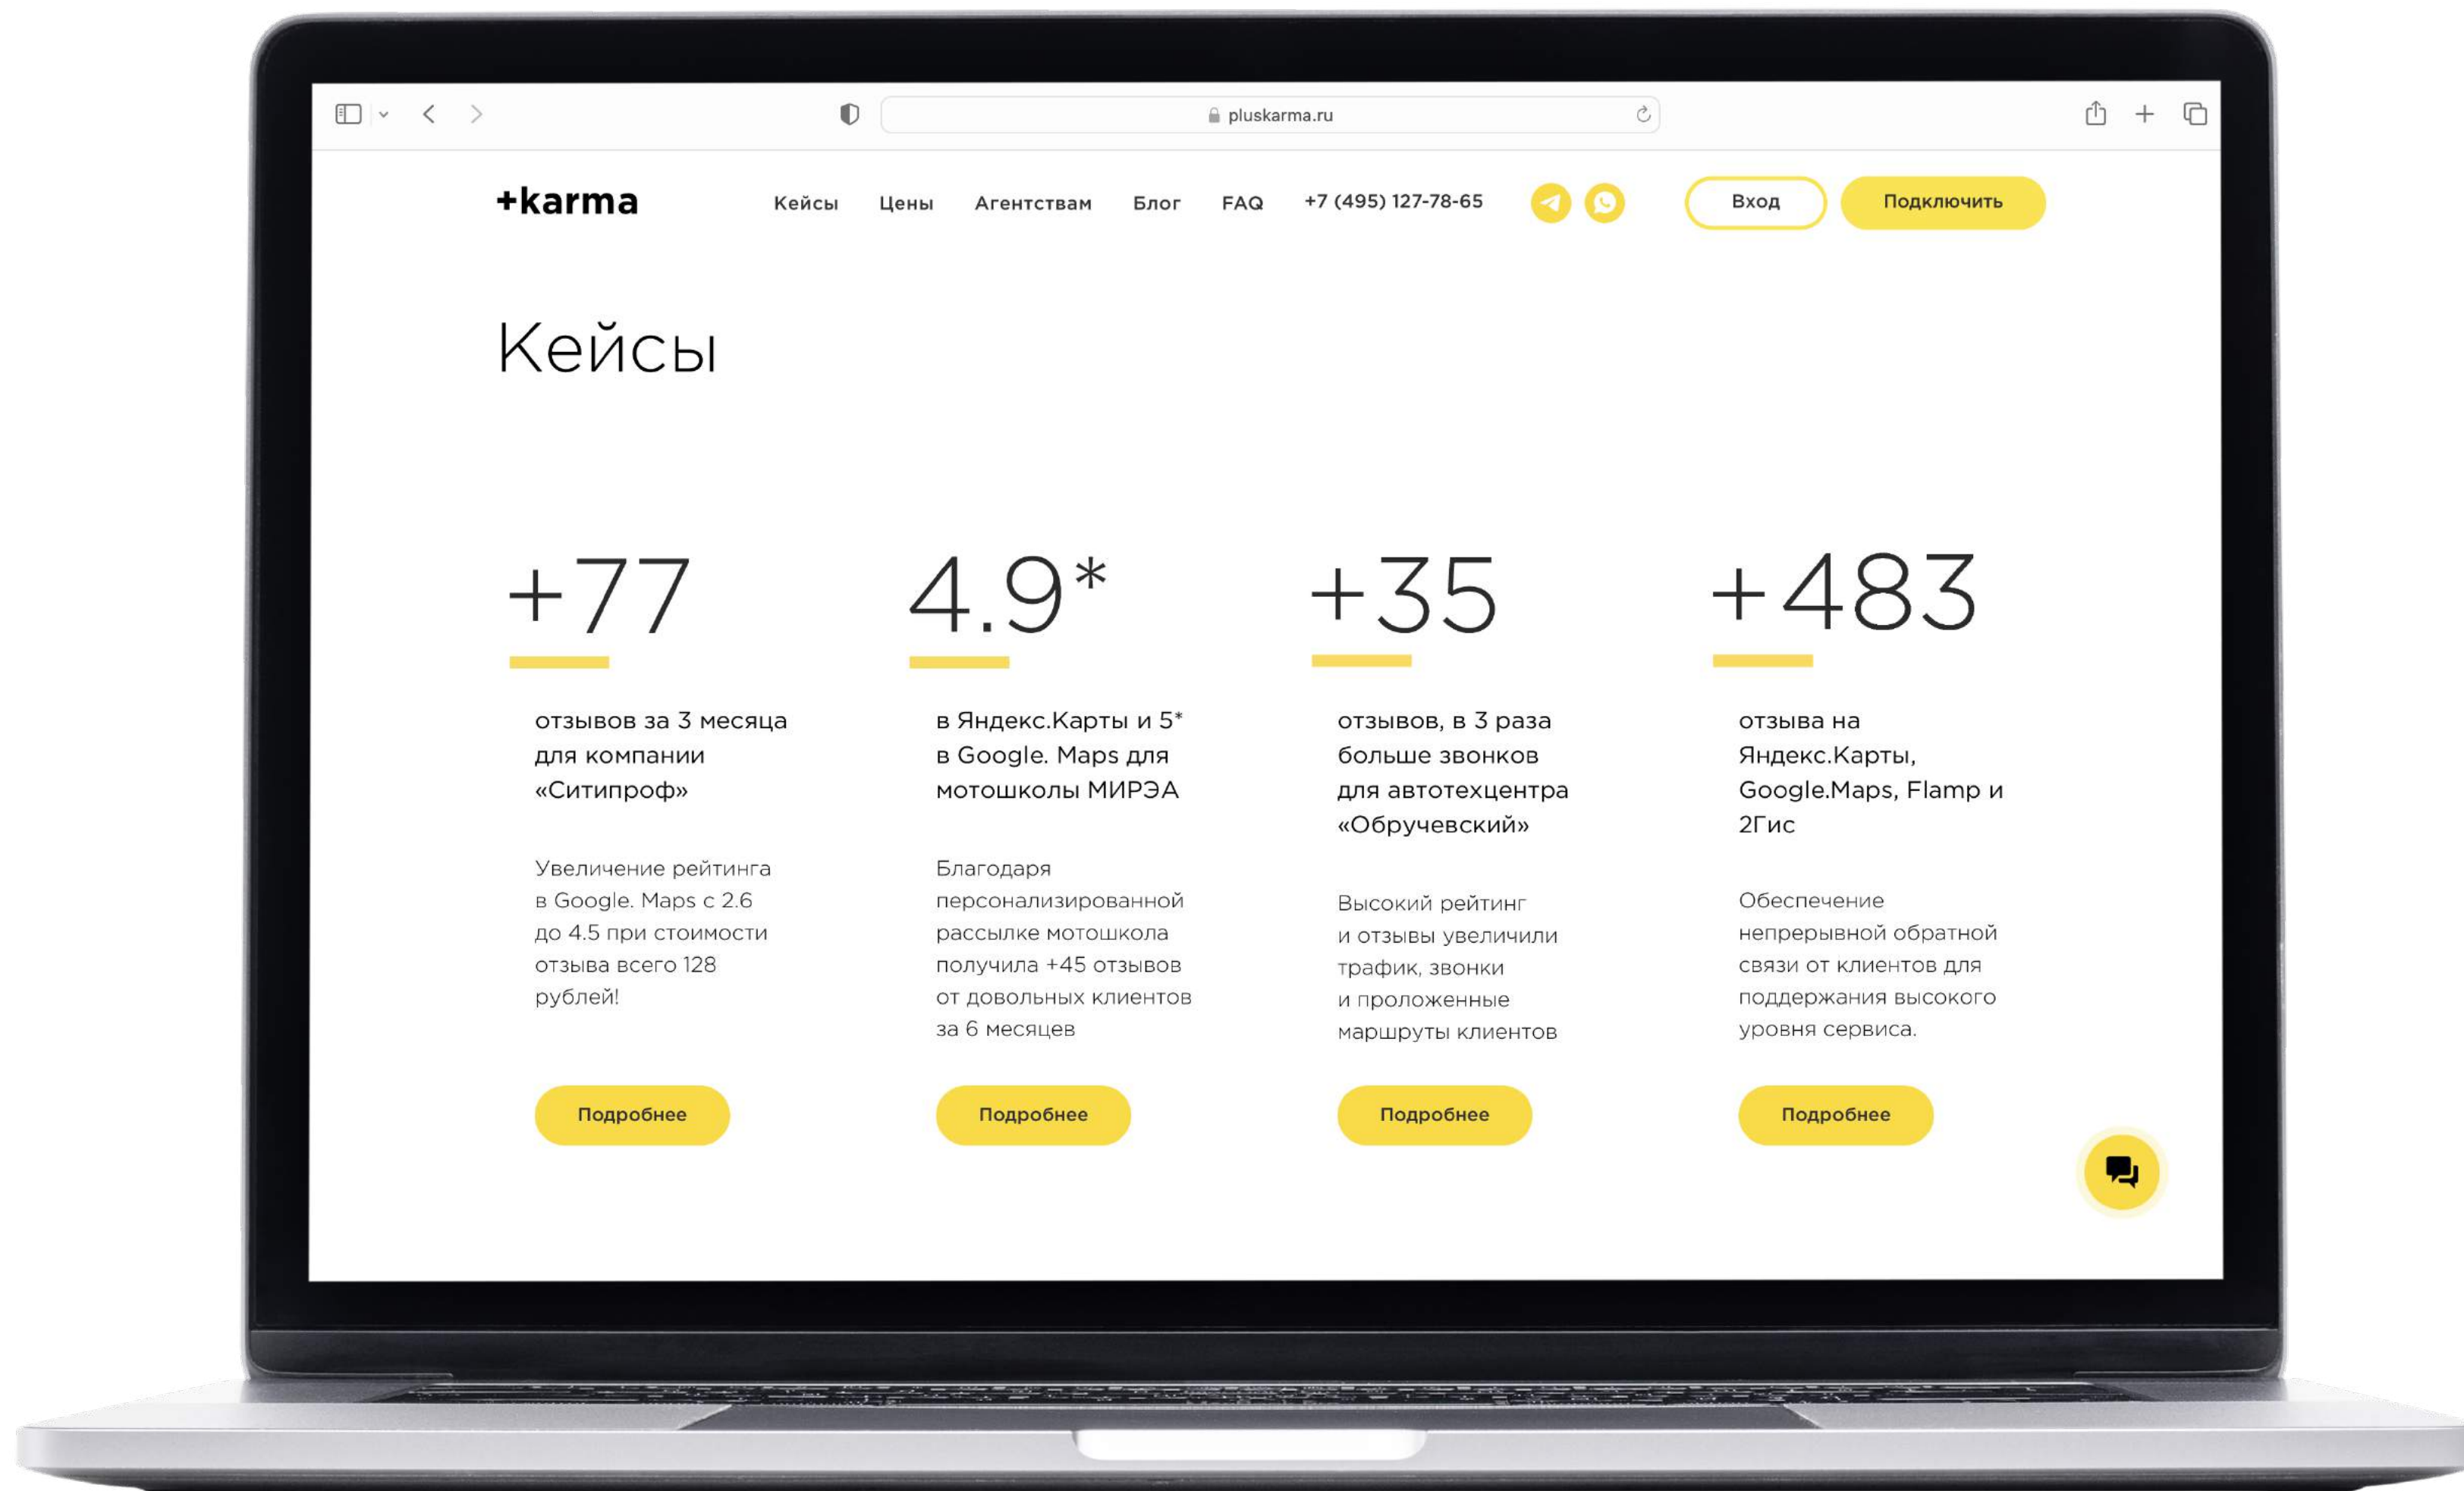 pluskarma.ru
+karma
Кейсы
Цены
Агентствам
Блог
FAQ
+7 (495) 127-78-65
Вход
Подключить
Кейсы
+77
отзывов за 3 месяца
для компании
«Ситипроф»
Увеличение рейтинга
в Google. Maps с 2.6
до 4.5 при стоимости
отзыва всего 128
рублей!
Подробнее
4.9*
в Яндекс.Карты и 5*
в Google. Maps для
мотошколы МИРЭА
Благодаря
персонализированной
рассылке мотошкола
получила +45 отзывов
от довольных клиентов
за 6 месяцев
Подробнее
+35
отзывов, в 3 раза
больше звонков
для автотехцентра
«Обручевский»
Высокий рейтинг
и отзывы увеличили
трафик, звонки
и проложенные
маршруты клиентов
Подробнее
+483
отзыва на
Яндекс.Карты,
Google.Maps, Flamp и
2Гис
Обеспечение
непрерывной обратной
связи от клиентов для
поддержания высокого
уровня сервиса.
Подробнее